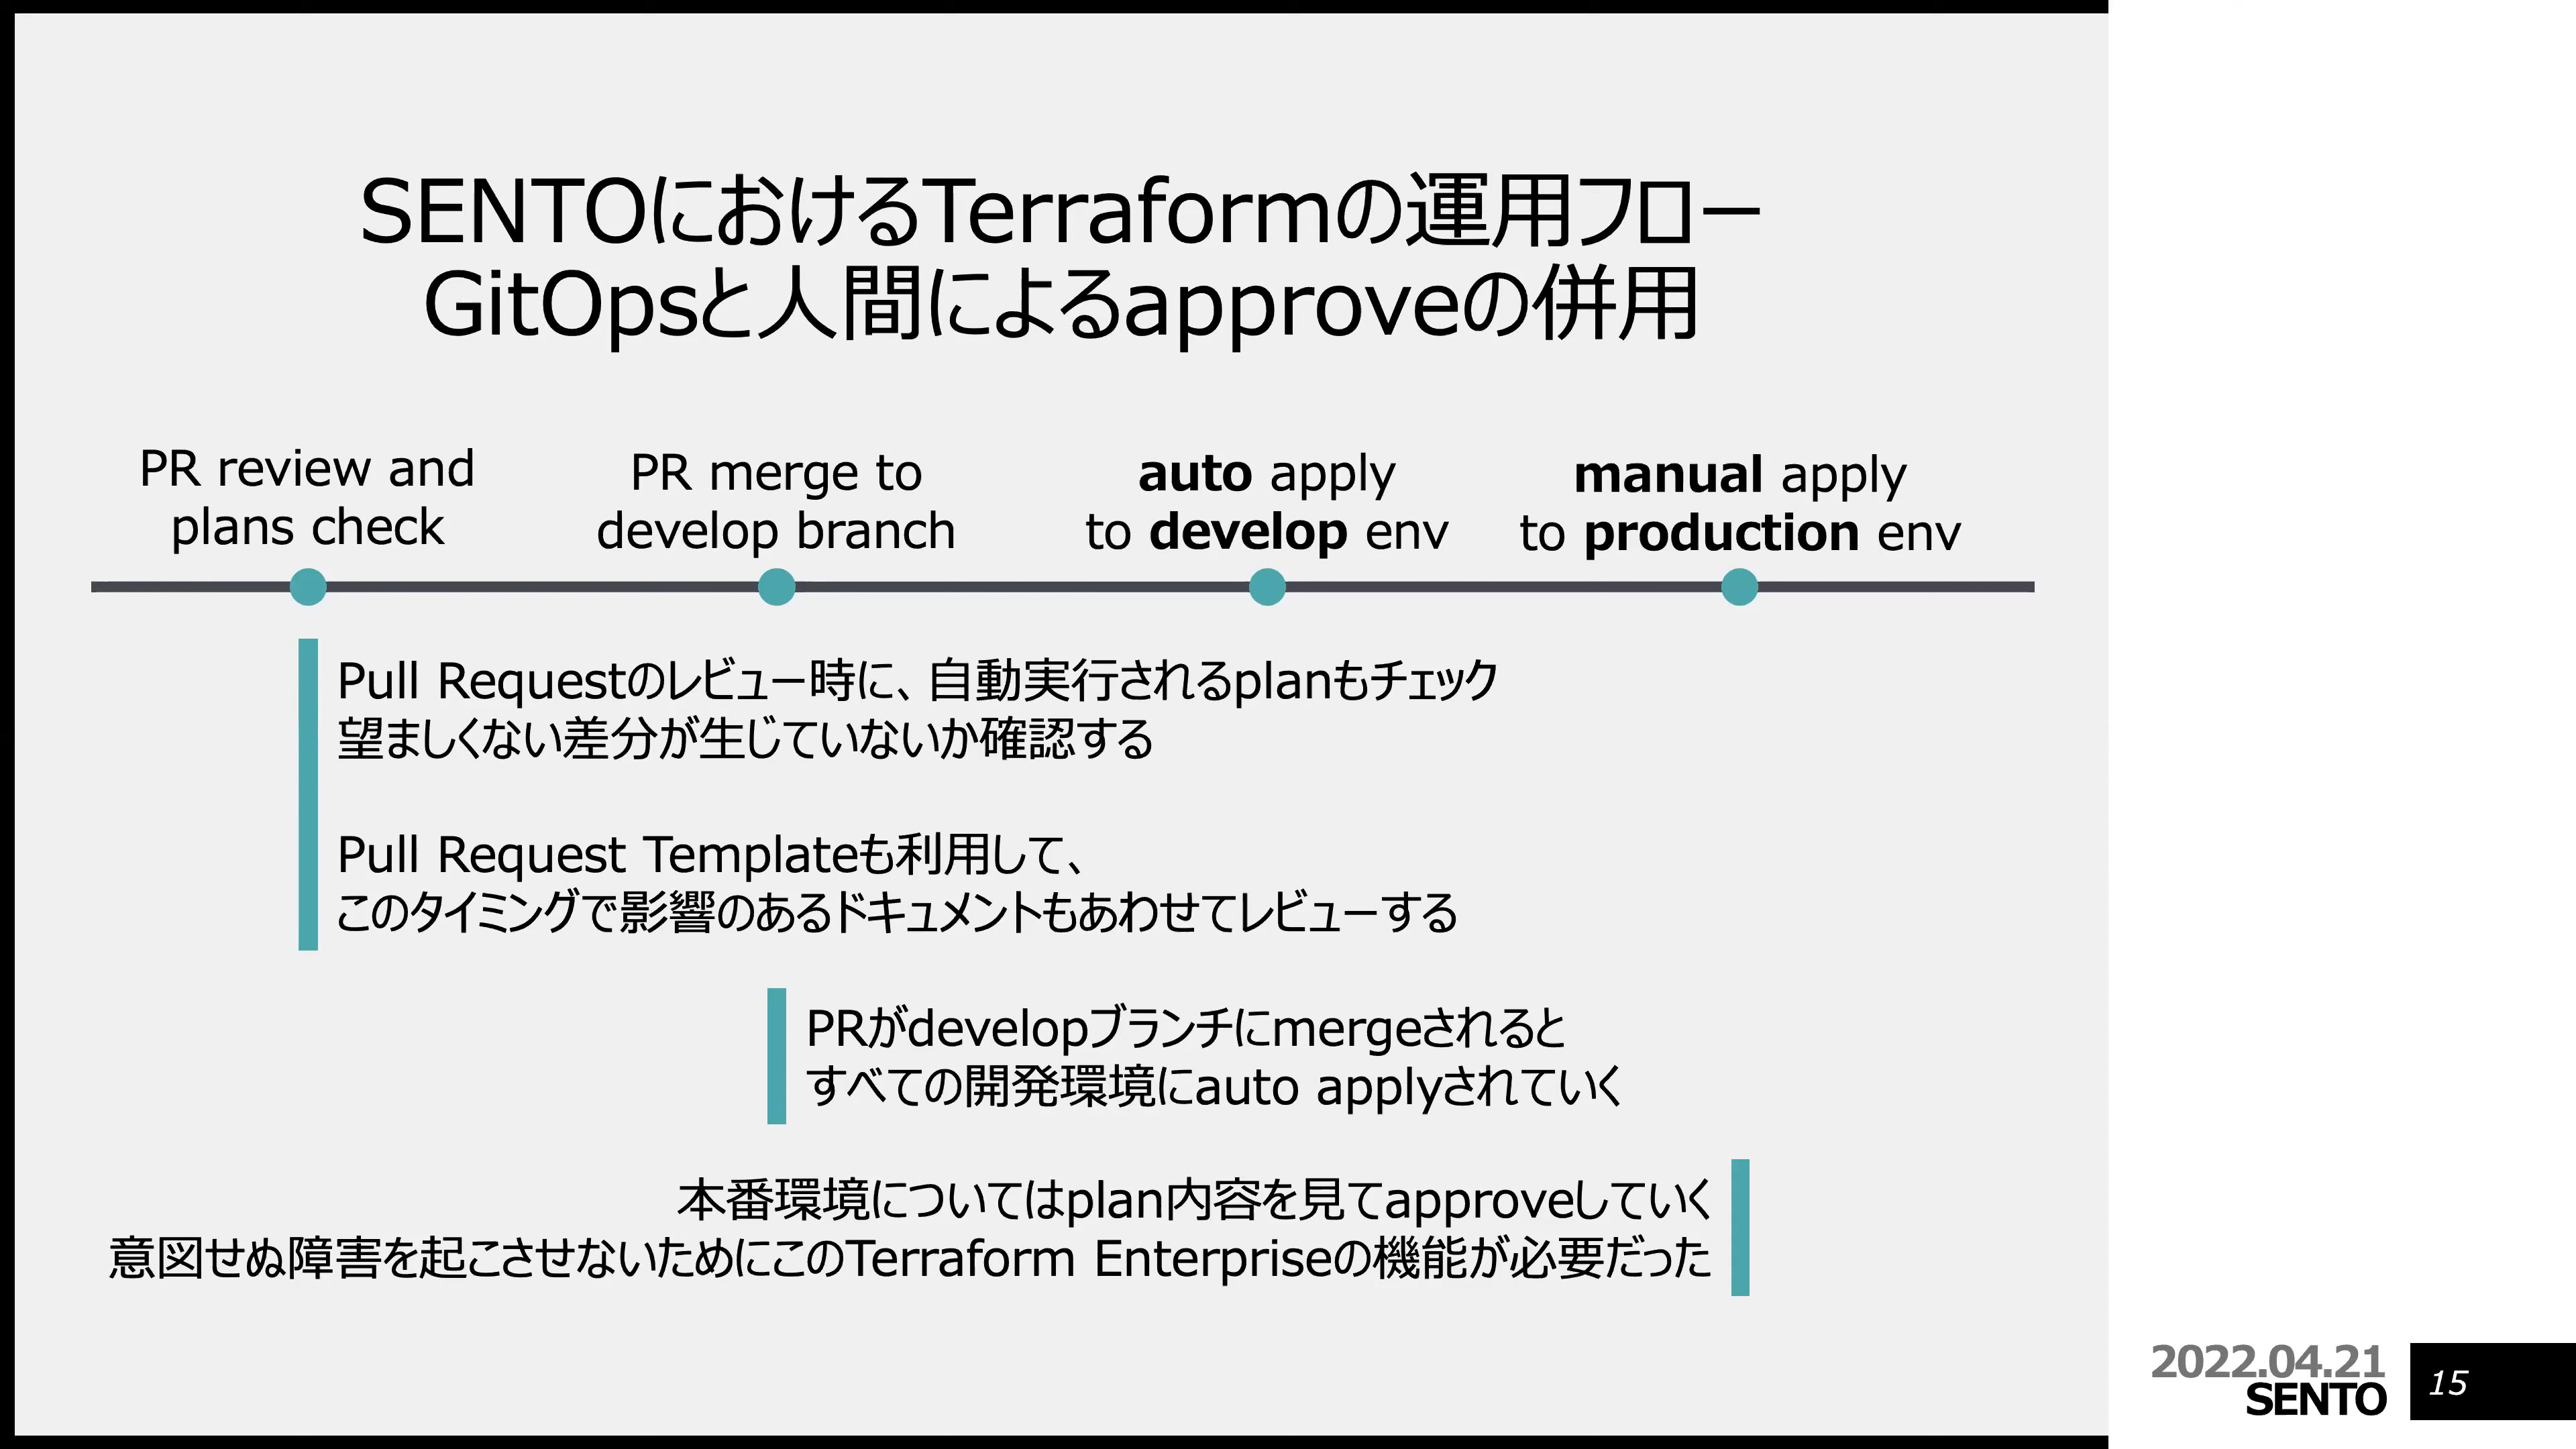 SENTOにおけるTerraformの運用フロー
GitOpsと人間によるapproveの併用
PR review and
plans check
PR merge to
develop branch
auto apply
to develop env
manual apply
to production env
Pull Requestのレビュー時に、自動実行されるplanもチェック
望ましくない差分が生じていないか確認する
Pull Request Templateも利用して、
このタイミングで影響のあるドキュメントもあわせてレビューする
PRがdevelopブランチにmergeされると
すべての開発環境にauto applyされていく
本番環境についてはplan内容を見てapproveしていく
意図せぬ障害を起こさせないためにこのTerraform Enterpriseの機能が必要だった
2022.04.21
SENTO
15